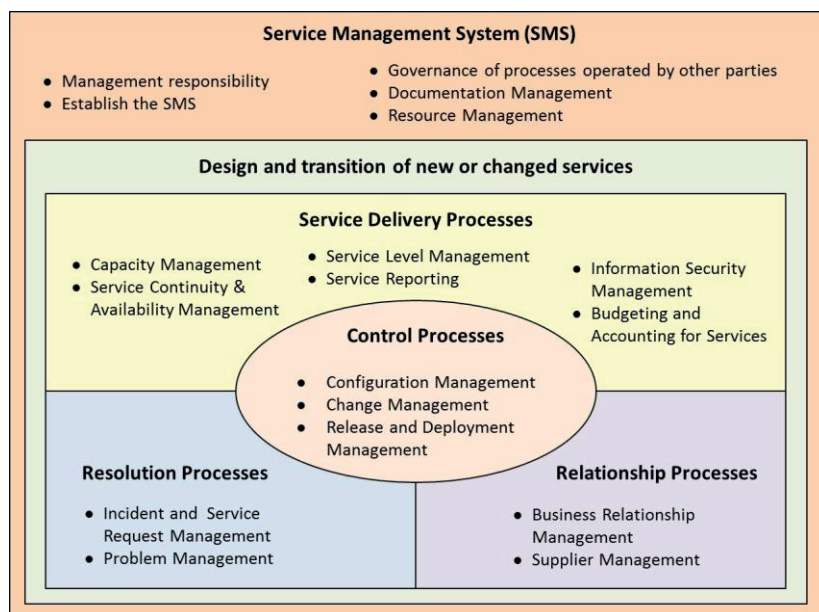 Service Management System (SMS)
● Management responsibility
● Establish the SMS
● Governance of processes operated by other parties
● Documentation Management
● Resource Management
Design and transition of new or changed services
Service Delivery Processes
● Capacity Management
● Service Continuity &
Availability Management
● Service Level Management
● Service Reporting
● Information Security
Management
● Budgeting and
Accounting for Services
Control Processes
● Configuration Management
● Change Management
● Release and Deployment
Management
Resolution Processes
● Incident and Service
Request Management
● Problem Management
Relationship Processes
● Business Relationship
Management
● Supplier Management